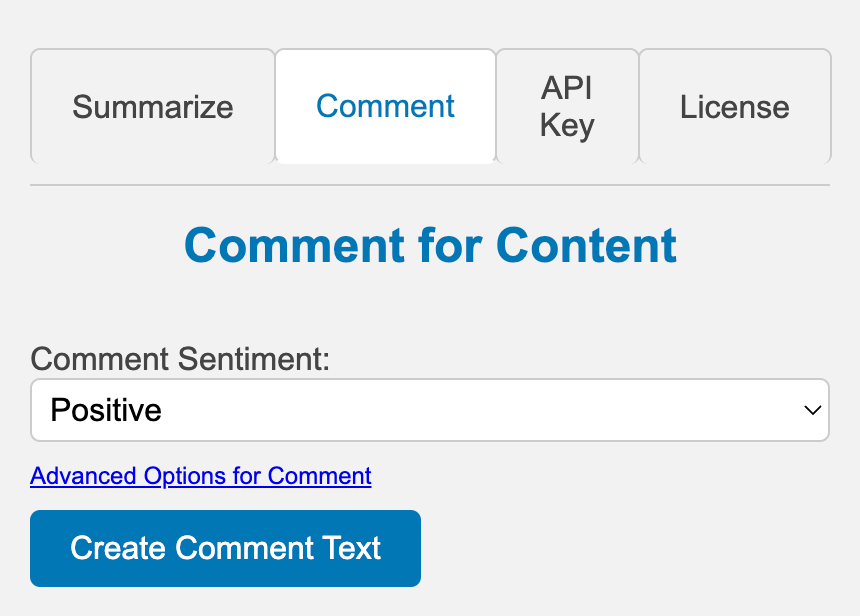 Summarize
Comment
API
Key
License
Comment for Content
Comment Sentiment:
Positive
Advanced Options for Comment
Create Comment Text